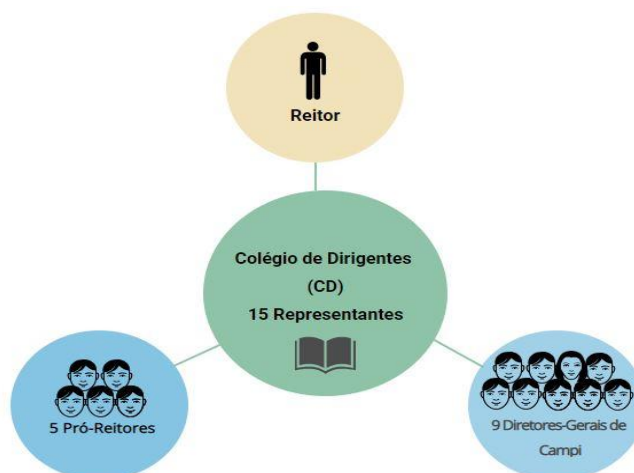 Reitor
Colégio de Dirigentes
(CD)
15 Representantes
5 Pró-Reitores
9 Diretores-Gerais de
Campi